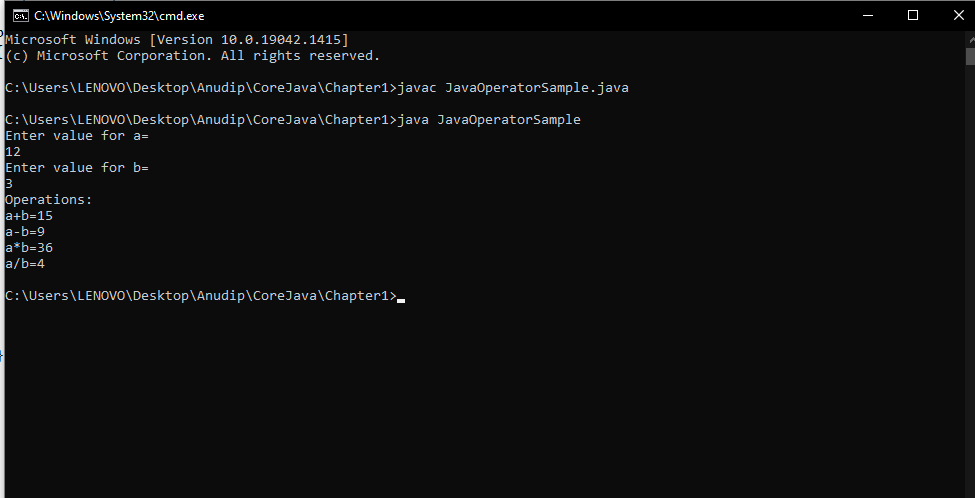 C:\Windows\System32\cmd.exe
Microsoft Windows [Version 10.0.19042.1415]
(c) Microsoft Corporation. All rights reserved.
C:\Users\LENOVO\Desktop\Anudip\CoreJava\Chapter1>javac JavaOperatorSample.java
C:\Users\LENOVO\Desktop\Anudip\CoreJava\Chapter1>java JavaOperatorSample
Enter value for a=
12
Enter value for b=
3
Operations:
a+b=15
a-b=9
a*b=36
a/b=4
C:\Users\LENOVO\Desktop\Anudip\CoreJava\Chapter1>